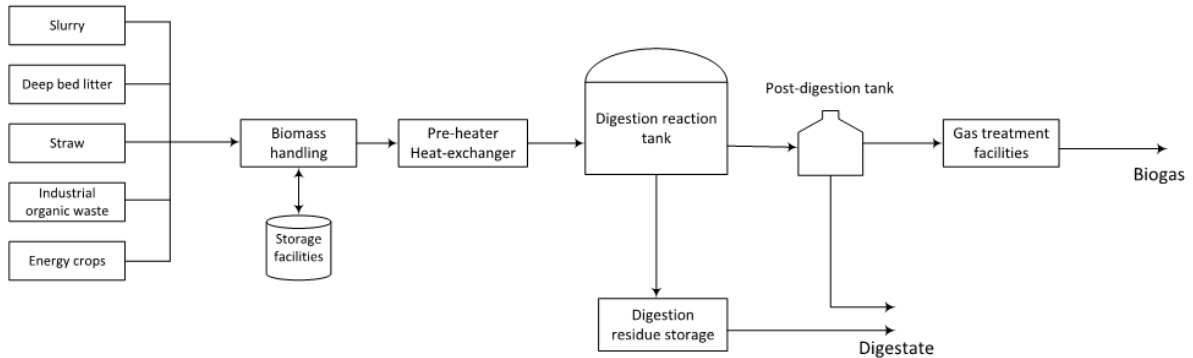 Slurry
Deep bed litter
Straw
Industrial
organic waste
Energy crops
Biomass
handling
Storage
facilities
Pre-heater
Heat-exchanger
Digestion reaction
tank
Digestion
residue storage
Post-digestion tank
Gas treatment
facilities
Biogas
Digestate